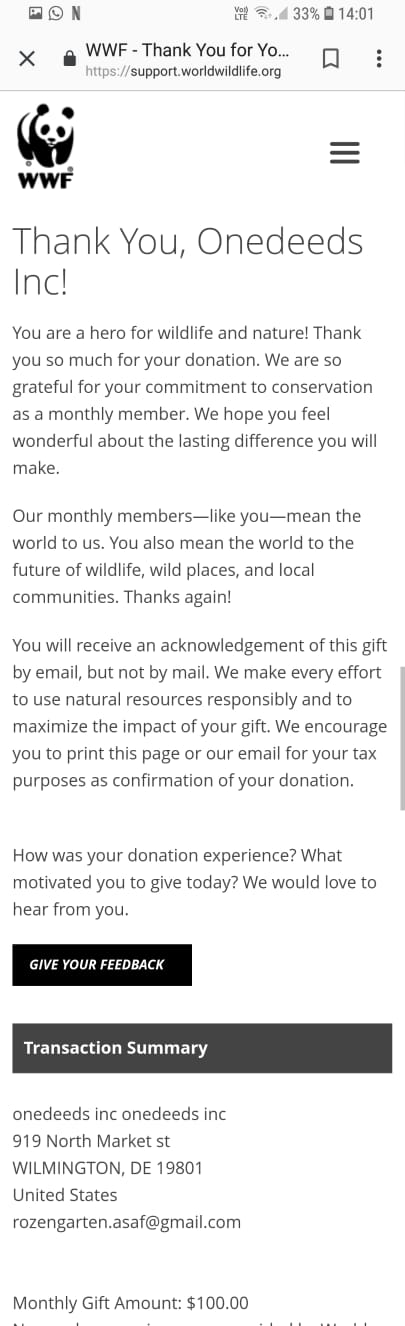 Vo))
LTE 33% 14:01
WWF - Thank You for Yo...
https://support.worldwildlife.org
WWF
Thank You, Onedeeds
Inc!
You are a hero for wildlife and nature! Thank
you so much for your donation. We are so
grateful for your commitment to conservation
as a monthly member. We hope you feel
wonderful about the lasting difference you will
make.
Our monthly members—like you—mean the
world to us. You also mean the world to the
future of wildlife, wild places, and local
communities. Thanks again!
You will receive an acknowledgement of this gift
by email, but not by mail. We make every effort
to use natural resources responsibly and to
maximize the impact of your gift. We encourage
you to print this page or our email for your tax
purposes as confirmation of your donation.
How was your donation experience? What
motivated you to give today? We would love to
hear from you.
GIVE YOUR FEEDBACK
Transaction Summary
onedeeds inc onedeeds inc
919 North Market st
WILMINGTON, DE 19801
United States
rozengarten.asaf@gmail.com
Monthly Gift Amount: $100.00